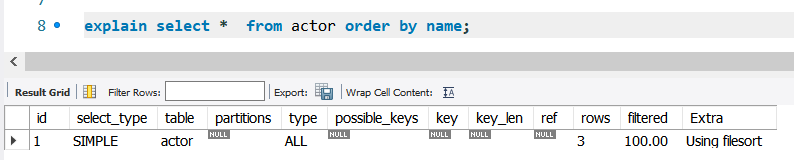 7
8 explain select * from actor order by name;
Result Grid Filter Rows: Export: Wrap Cell Content: IA
id select_type table partitions type possible_keys key key_len ref rows filtered Extra
1 SIMPLE actor NULL ALL NULL NULL NULL NULL 3 100.00 Using filesort